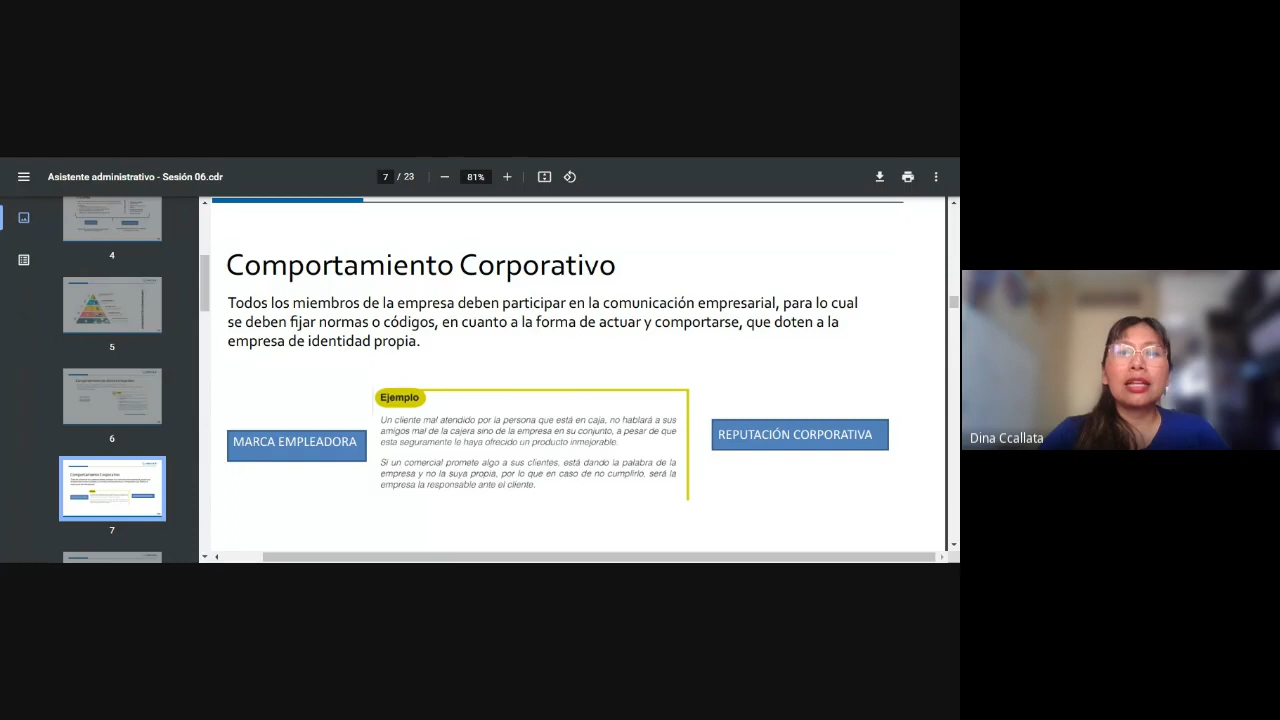 Asistente administrativo - Sesión 06.cdr
7 / 23
81%
4
5
6
7
Comportamiento Corporativo
Todos los miembros de la empresa deben participar en la comunicación empresarial, para lo cual
se deben fijar normas o códigos, en cuanto a la forma de actuar y comportarse, que doten a la
empresa de identidad propia.
MARCA EMPLEADORA
Ejemplo
Un cliente mal atendido por la persona que está en caja, no hablará a sus
amigos mal de la cajera sino de la empresa en su conjunto, a pesar de que
esta seguramente le haya ofrecido un producto inmejorable.
Si un comercial promete algo a sus clientes, está dando la palabra de la
empresa y no la suya propia, por lo que en caso de no cumplirlo, será la
empresa la responsable ante el cliente.
REPUTACIÓN CORPORATIVA
Dina Ccallata